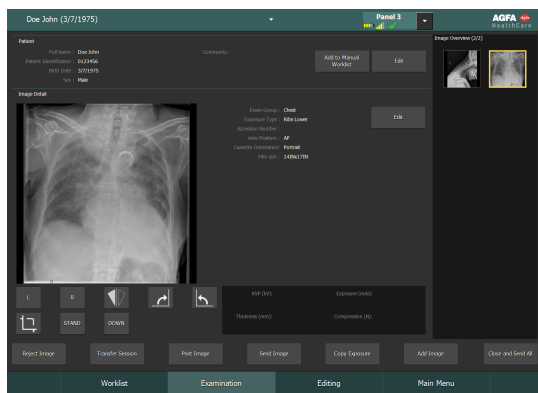 Doe John (3/7/1975)
Panel 3
AGFA
HealthCare
Patient
Full Name : Doe John
Patient Identification : 0123456
Birth Date : 3/7/1975
Sex : Male
Comments :
Add to Manual Worklist
Edit
Image Overview (2/2)
Image Detail
Exam Group : Chest
Exposure Type : Ribs Lower
Accession Number :
View Position : AP
Cassette Orientation : Portrait
Film size : 14INx17IN
Edit
L
R
STAND
DOWN
KVP (kV):
Exposure (mAs):
Thickness (mm):
Compression (N):
Reject Image
Transfer Session
Print Image
Send Image
Copy Exposure
Add Image
Close and Send All
Worklist
Examination
Editing
Main Menu